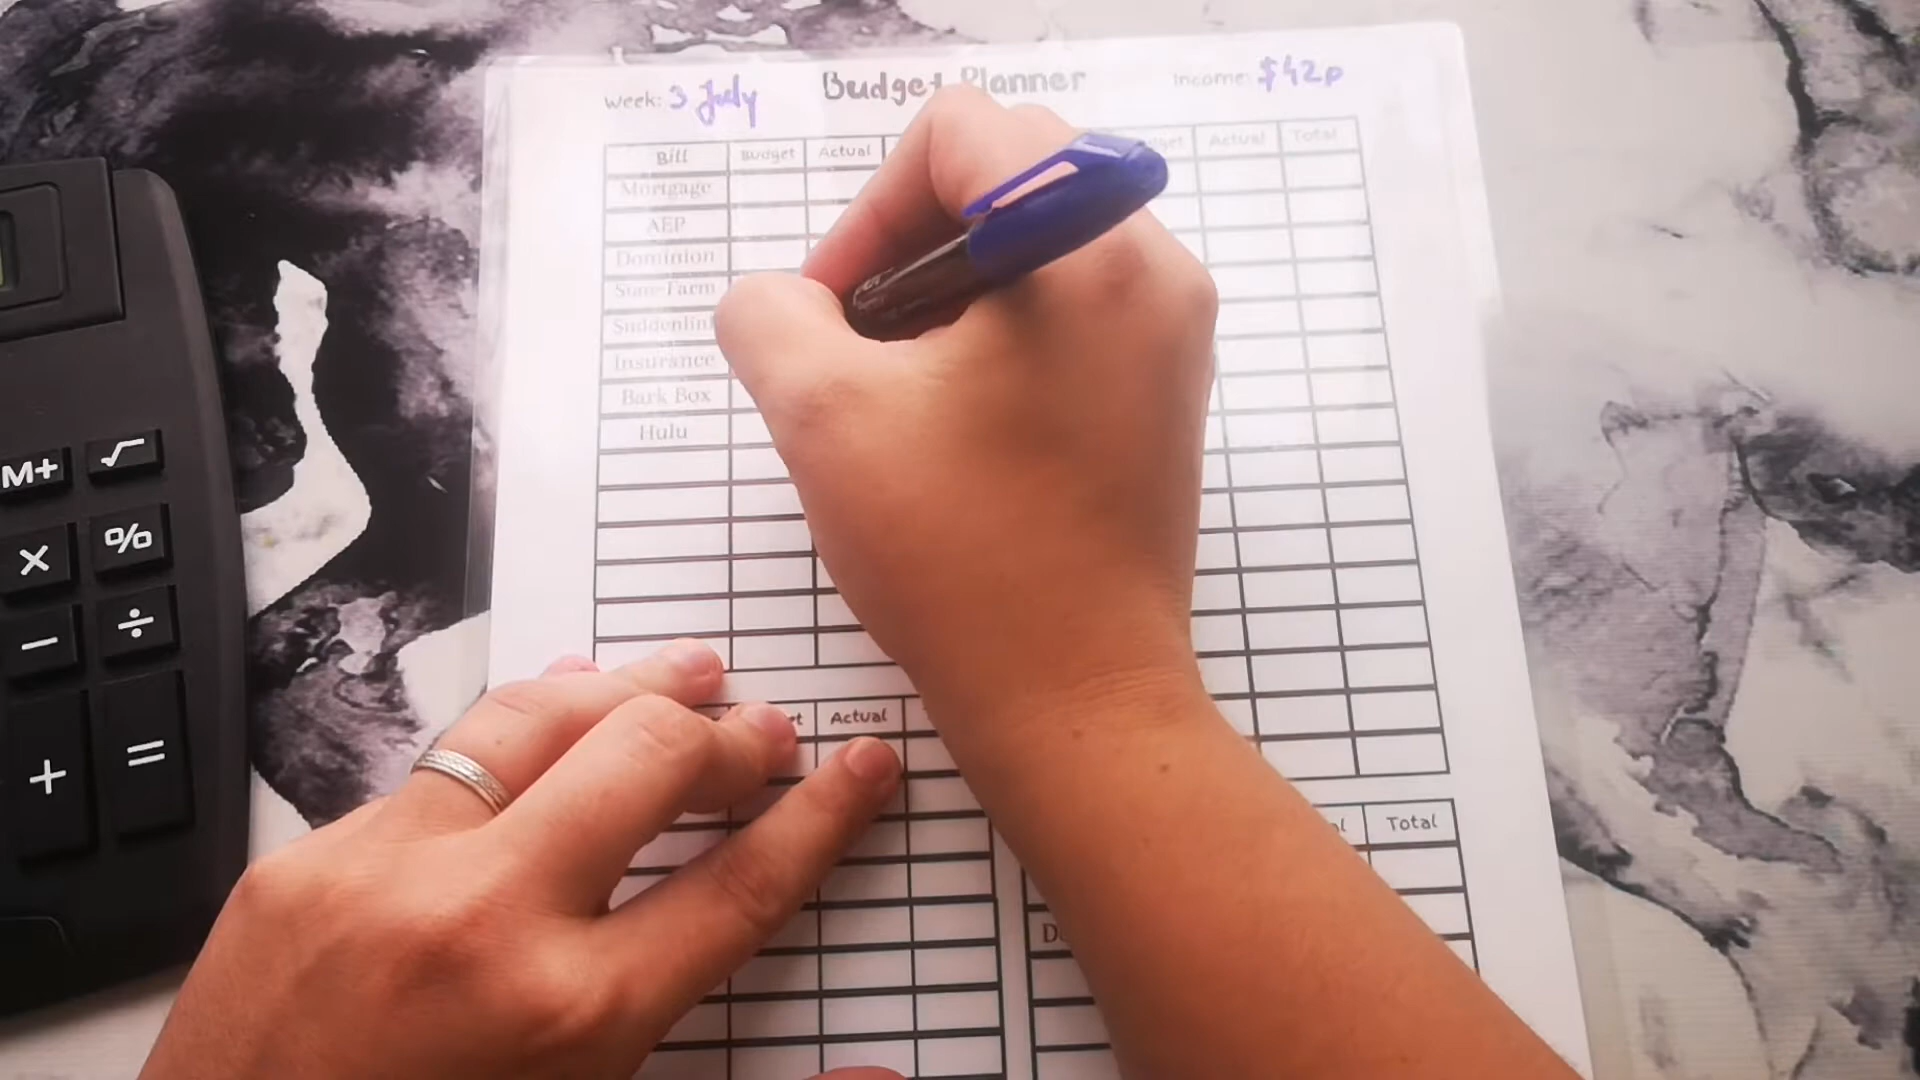 Week: 3 July Budget Planner Income: $420
Bill Budget Actual Actual Total
Mortgage
AEP
Dominion
State Farm
Suddenlink
Insurance
Bark Box
Hulu
Actual
Total
M+ √
× %
− ÷
+ =